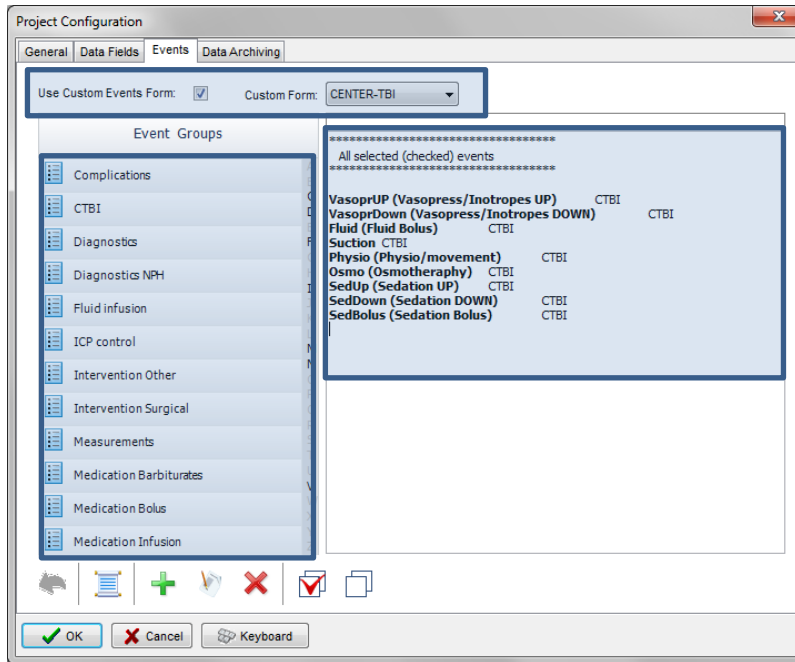 Project Configuration
General Data Fields Events Data Archiving
Use Custom Events Form: Custom Form: CENTER-TBI
Event Groups
Complications
CTBI
Diagnostics
Diagnostics NPH
Fluid infusion
ICP control
Intervention Other
Intervention Surgical
Measurements
Medication Barbiturates
Medication Bolus
Medication Infusion
**********************************
All selected (checked) events
**********************************
VasoprUP (Vasopress/Inotropes UP) CTBI
VasoprDown (Vasopress/Inotropes DOWN) CTBI
Fluid (Fluid Bolus) CTBI
Suction CTBI
Physio (Physio/movement) CTBI
Osmo (Osmotheraphy) CTBI
SedUp (Sedation UP) CTBI
SedDown (Sedation DOWN) CTBI
SedBolus (Sedation Bolus) CTBI
OK Cancel Keyboard